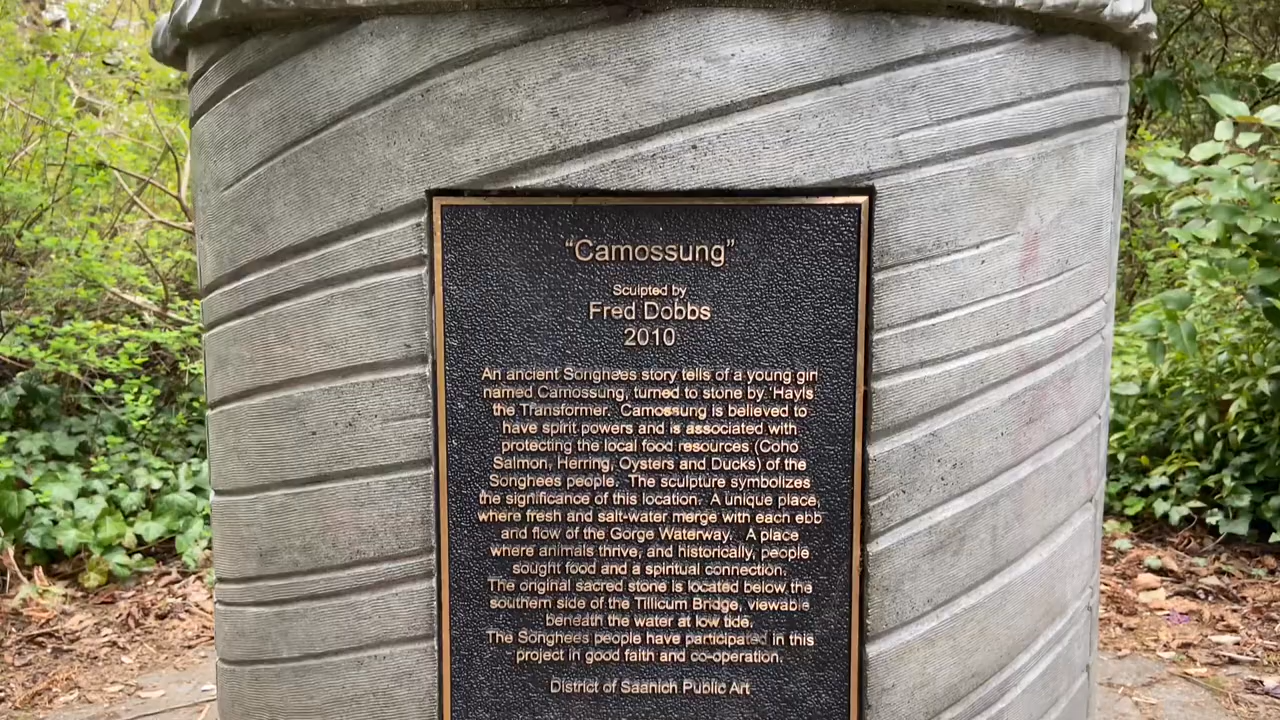 “Camossung”
Sculpted by
Fred Dobbs
2010
An ancient Songhees story tells of a young girl
named Camossung, turned to stone by 'Hayls
the Transformer. Camossung is believed to
have spirit powers and is associated with
protecting the local food resources (Coho
Salmon, Herring, Oysters and Ducks) of the
Songhees people. The sculpture symbolizes
the significance of this location. A unique place,
where fresh and salt-water merge with each ebb
and flow of the Gorge Waterway. A place
where animals thrive, and historically, people
sought food and a spiritual connection.
The original sacred stone is located below the
southern side of the Tillicum Bridge, viewable
beneath the water at low tide.
The Songhees people have participated in this
project in good faith and co-operation.
District of Saanich Public Art